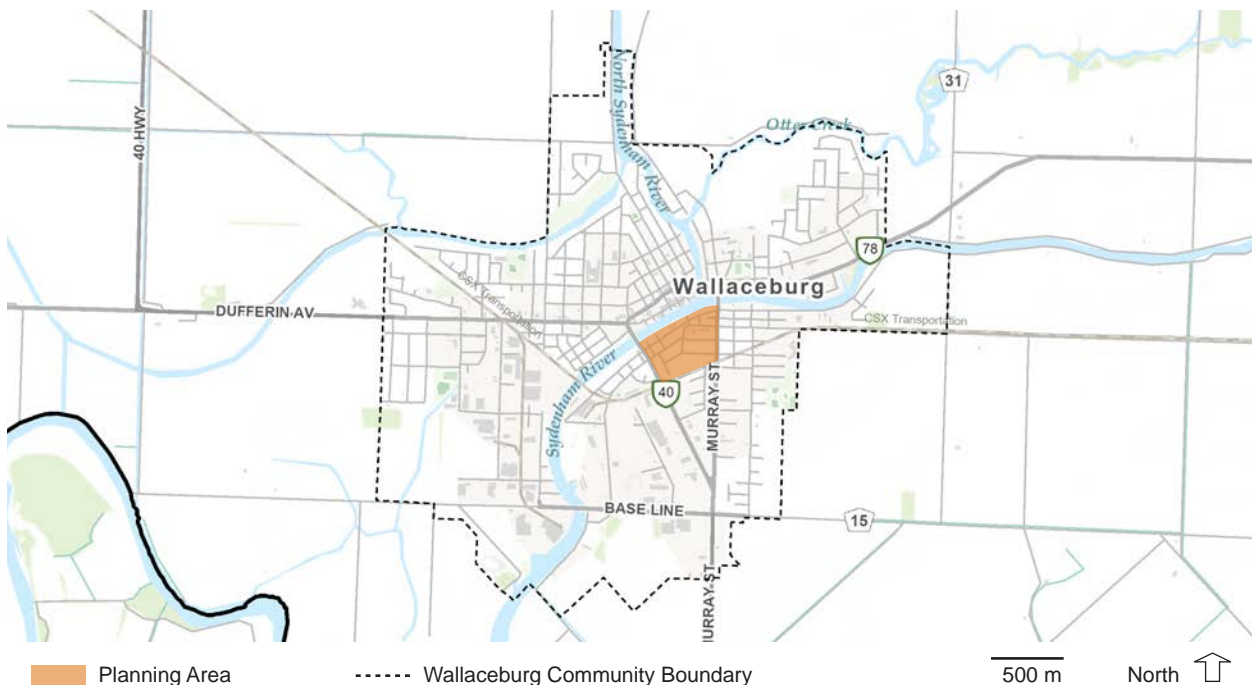 North Sydenham River
Otter Creek
31
40 HWY
78
Wallaceburg
CSX Transportation
DUFFERIN AV
CSX Transportation
Sydenham River
40
MURRAY ST
BASE LINE
15
MURRAY ST
Planning Area
Wallaceburg Community Boundary
500 m
North